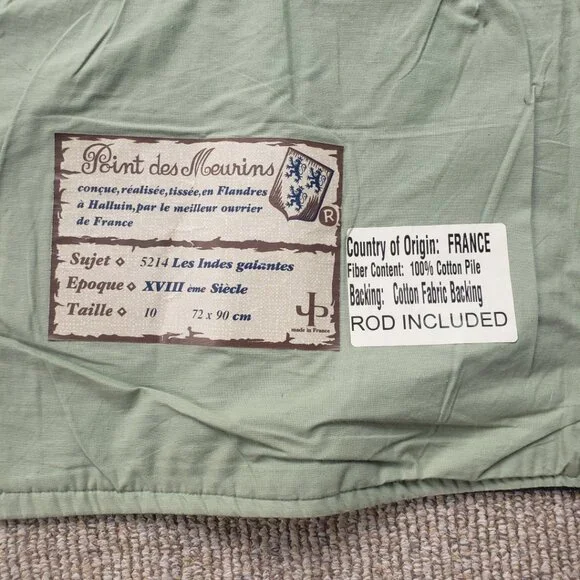 Point des Meurins
conçue,réalisée,tissée,en Flandres
à Halluin,par le meilleur ouvrier
de France
R
Sujet ⋄ 5214 Les Indes galantes
Epoque ⋄ XVIII ème Siècle
Taille ⋄ 10 72 x 90 cm
JP
made in France
Country of Origin: FRANCE
Fiber Content: 100% Cotton Pile
Backing: Cotton Fabric Backing
ROD INCLUDED